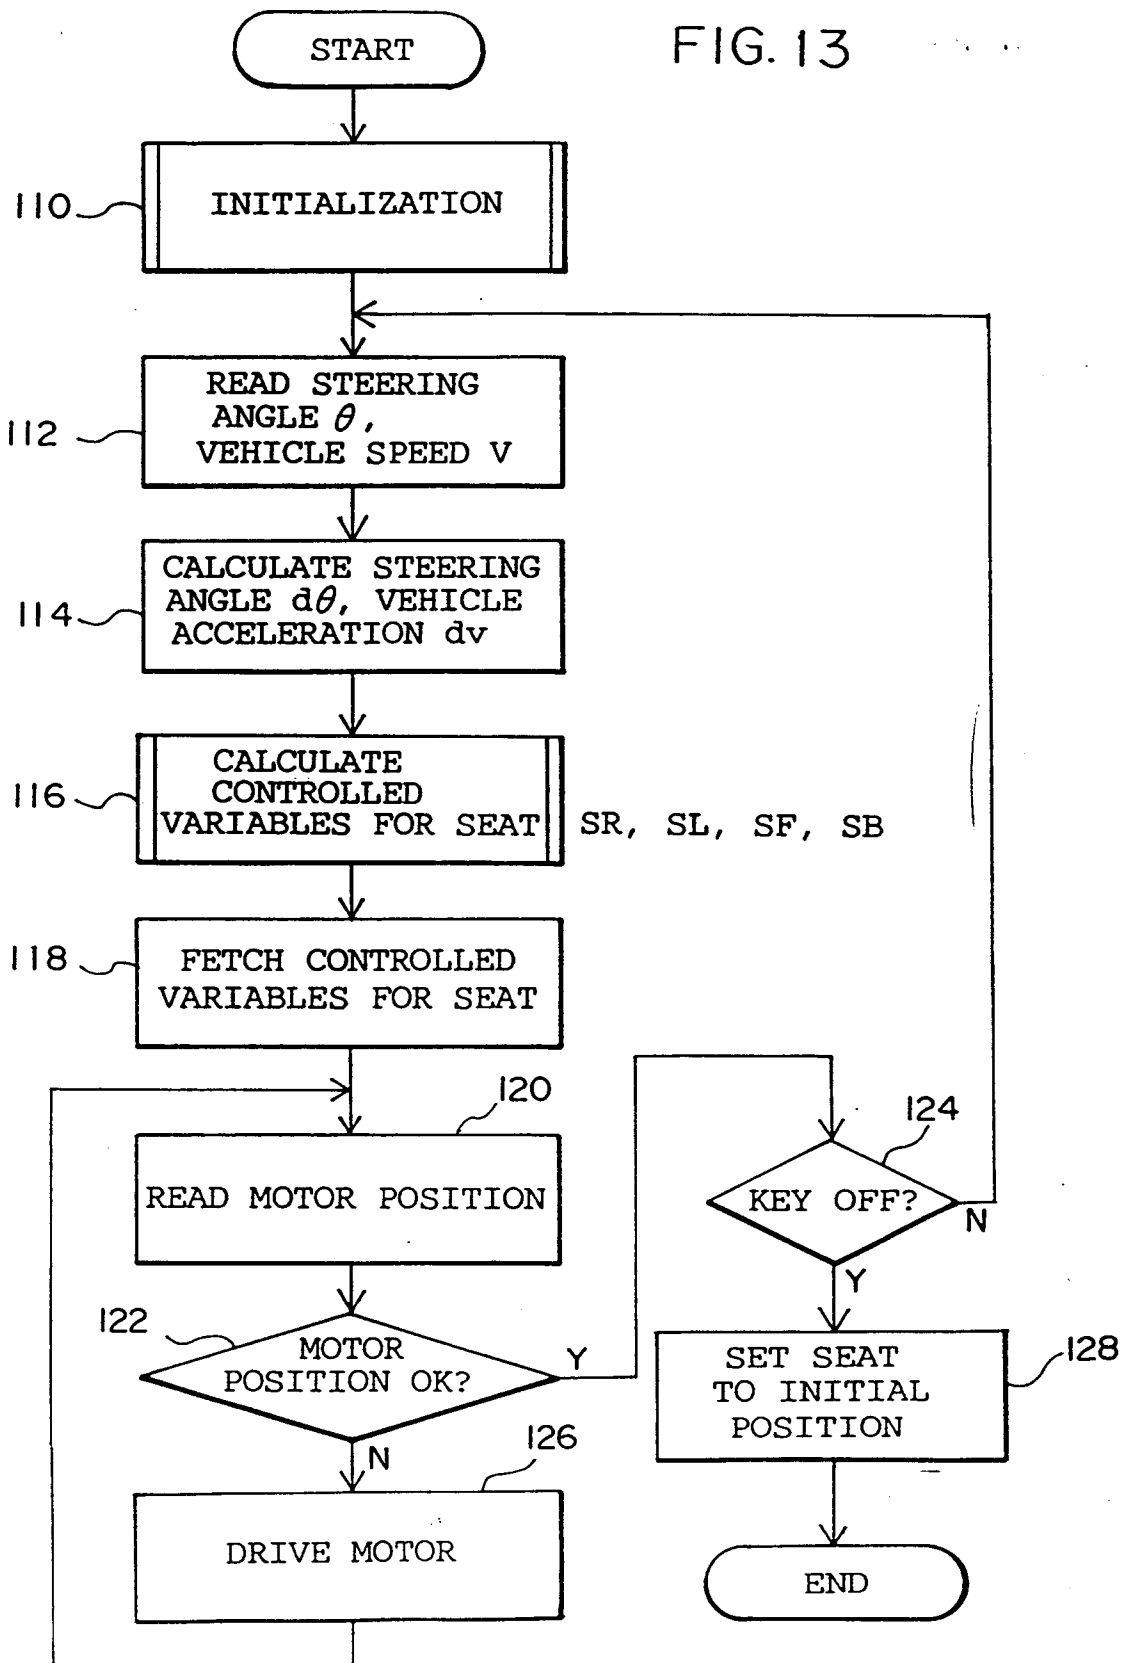 FIG. 13
START
110
INITIALIZATION
112
READ STEERING
ANGLE θ,
VEHICLE SPEED V
114
CALCULATE STEERING
ANGLE dθ, VEHICLE
ACCELERATION dv
116
CALCULATE
CONTROLLED
VARIABLES FOR SEAT
SR, SL, SF, SB
118
FETCH CONTROLLED
VARIABLES FOR SEAT
120
READ MOTOR POSITION
122
MOTOR
POSITION OK?
Y
N
126
DRIVE MOTOR
124
KEY OFF?
N
Y
128
SET SEAT
TO INITIAL
POSITION
END